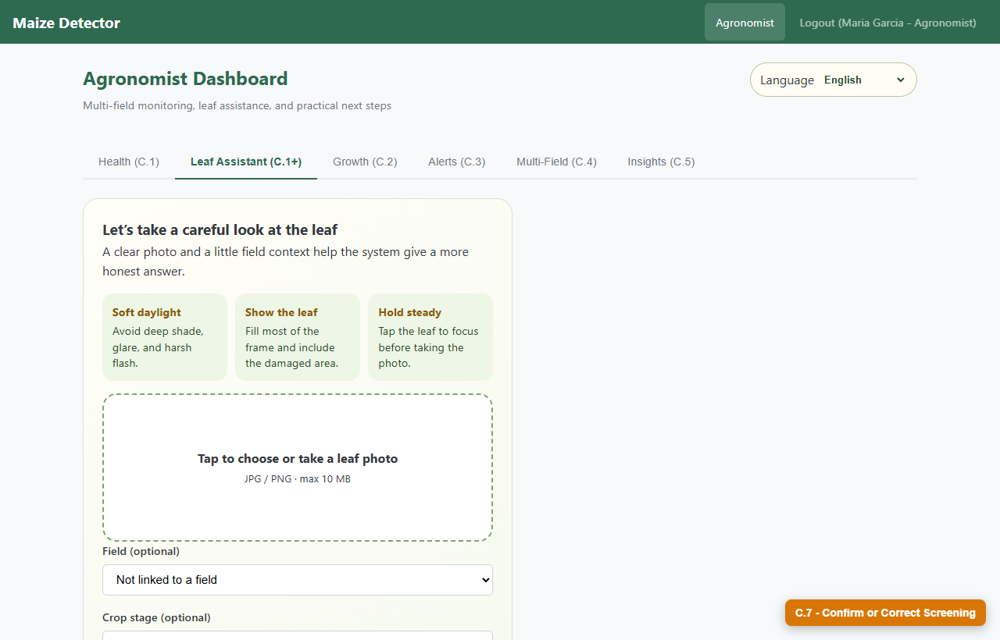 Maize Detector
Agronomist
Logout (Maria Garcia - Agronomist)
Agronomist Dashboard
Multi-field monitoring, leaf assistance, and practical next steps
Language English
Health (C.1)
Leaf Assistant (C.1+)
Growth (C.2)
Alerts (C.3)
Multi-Field (C.4)
Insights (C.5)
Let’s take a careful look at the leaf
A clear photo and a little field context help the system give a more
honest answer.
Soft daylight
Avoid deep shade,
glare, and harsh
flash.
Show the leaf
Fill most of the
frame and include
the damaged area.
Hold steady
Tap the leaf to focus
before taking the
photo.
Tap to choose or take a leaf photo
JPG / PNG · max 10 MB
Field (optional)
Not linked to a field
Crop stage (optional)
C.7 - Confirm or Correct Screening